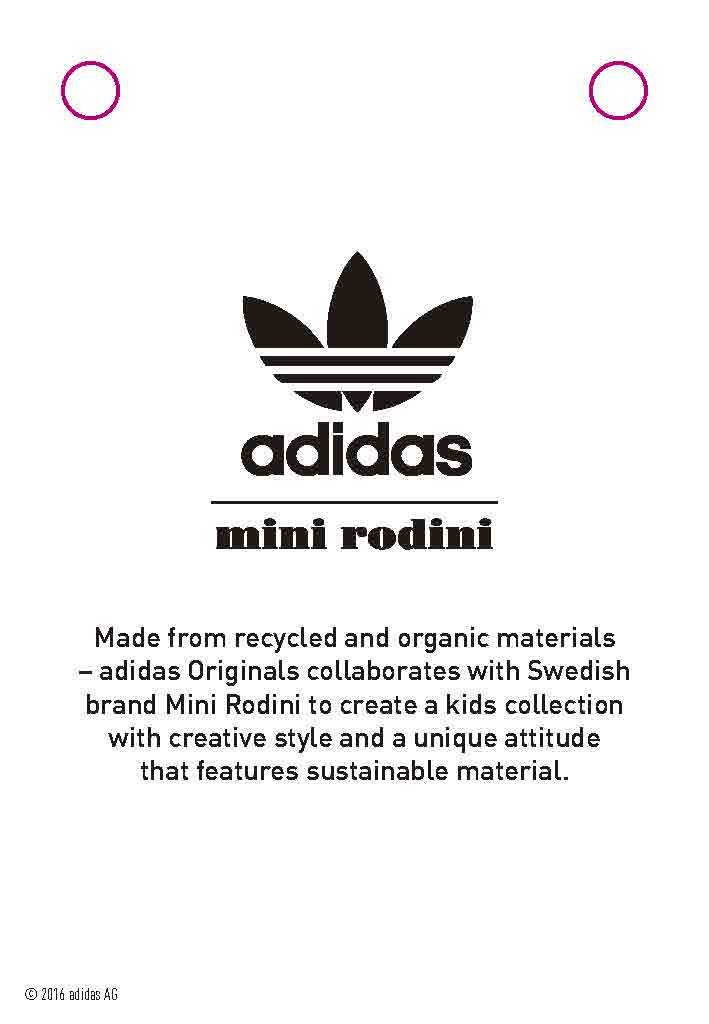 adidas
mini rodini
Made from recycled and organic materials
– adidas Originals collaborates with Swedish
brand Mini Rodini to create a kids collection
with creative style and a unique attitude
that features sustainable material.
© 2016 adidas AG